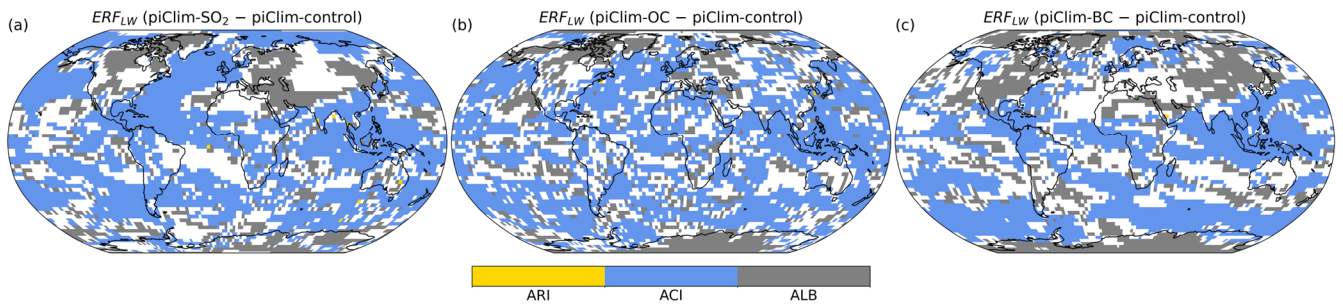 (a) ERF_LW (piClim-SO₂ − piClim-control)
(b) ERF_LW (piClim-OC − piClim-control)
(c) ERF_LW (piClim-BC − piClim-control)
ARI ACI ALB